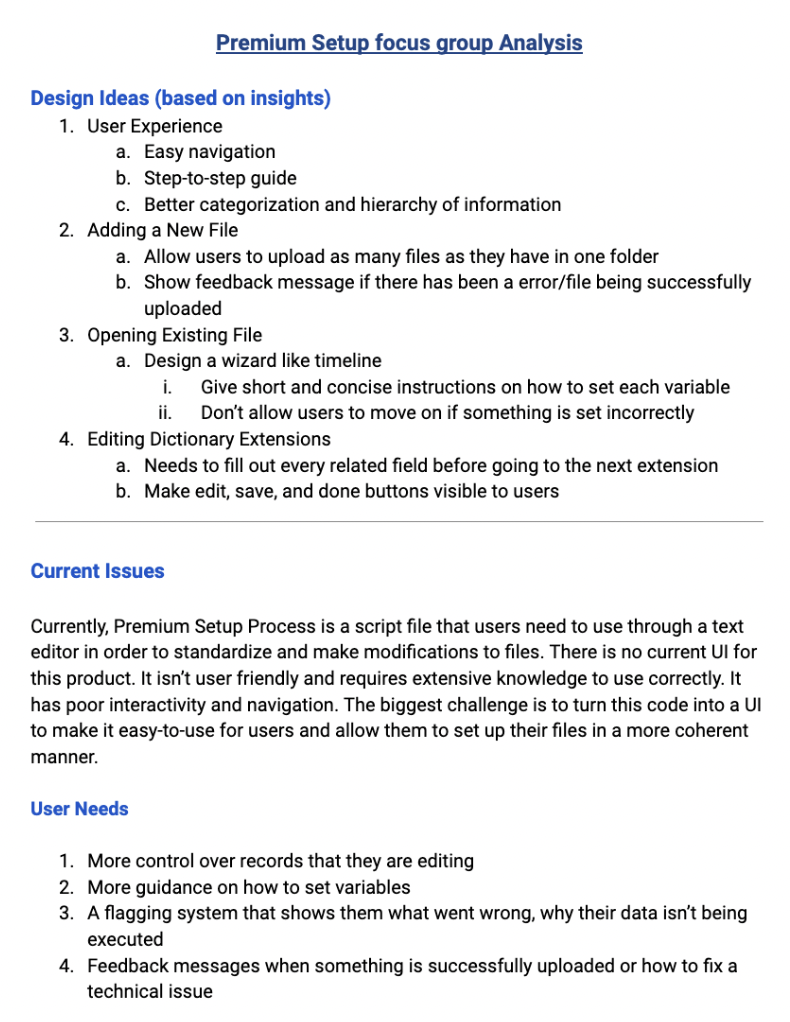 Premium Setup focus group Analysis
Design Ideas (based on insights)
1. User Experience
a. Easy navigation
b. Step-to-step guide
c. Better categorization and hierarchy of information
2. Adding a New File
a. Allow users to upload as many files as they have in one folder
b. Show feedback message if there has been a error/file being successfully
uploaded
3. Opening Existing File
a. Design a wizard like timeline
i. Give short and concise instructions on how to set each variable
ii. Don’t allow users to move on if something is set incorrectly
4. Editing Dictionary Extensions
a. Needs to fill out every related field before going to the next extension
b. Make edit, save, and done buttons visible to users
Current Issues
Currently, Premium Setup Process is a script file that users need to use through a text
editor in order to standardize and make modifications to files. There is no current UI for
this product. It isn’t user friendly and requires extensive knowledge to use correctly. It
has poor interactivity and navigation. The biggest challenge is to turn this code into a UI
to make it easy-to-use for users and allow them to set up their files in a more coherent
manner.
User Needs
1. More control over records that they are editing
2. More guidance on how to set variables
3. A flagging system that shows them what went wrong, why their data isn’t being
executed
4. Feedback messages when something is successfully uploaded or how to fix a
technical issue